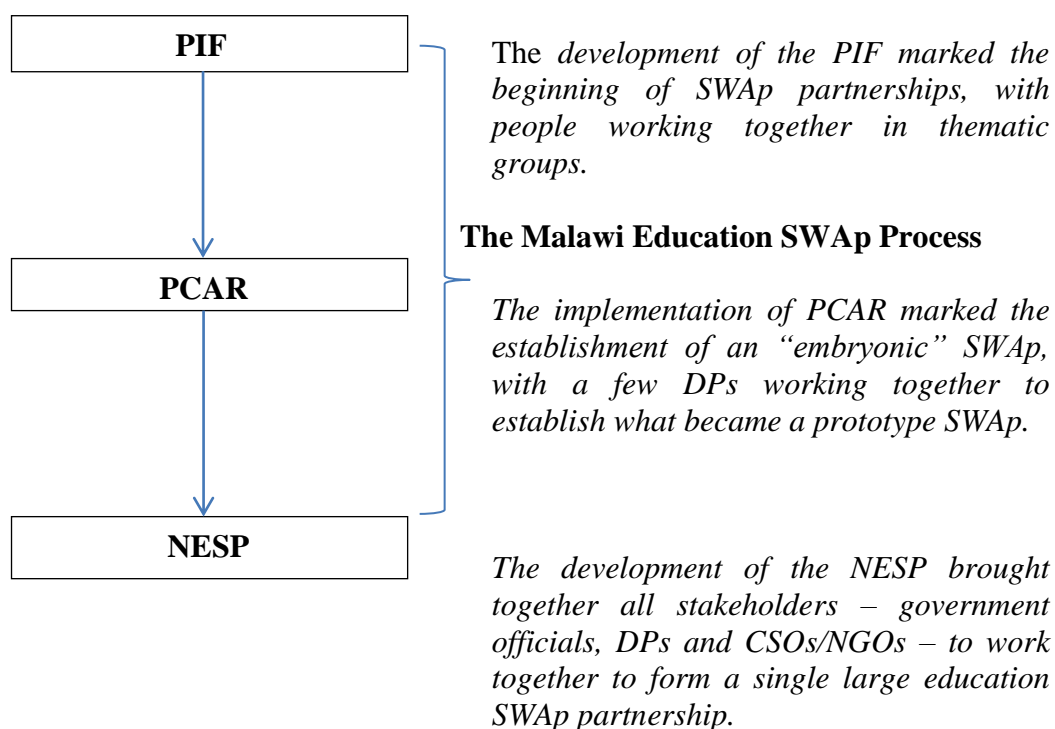 PIF
The development of the PIF marked the
beginning of SWAp partnerships, with
people working together in thematic
groups.
The Malawi Education SWAp Process
PCAR
The implementation of PCAR marked the
establishment of an “embryonic” SWAp,
with a few DPs working together to
establish what became a prototype SWAp.
NESP
The development of the NESP brought
together all stakeholders – government
officials, DPs and CSOs/NGOs – to work
together to form a single large education
SWAp partnership.